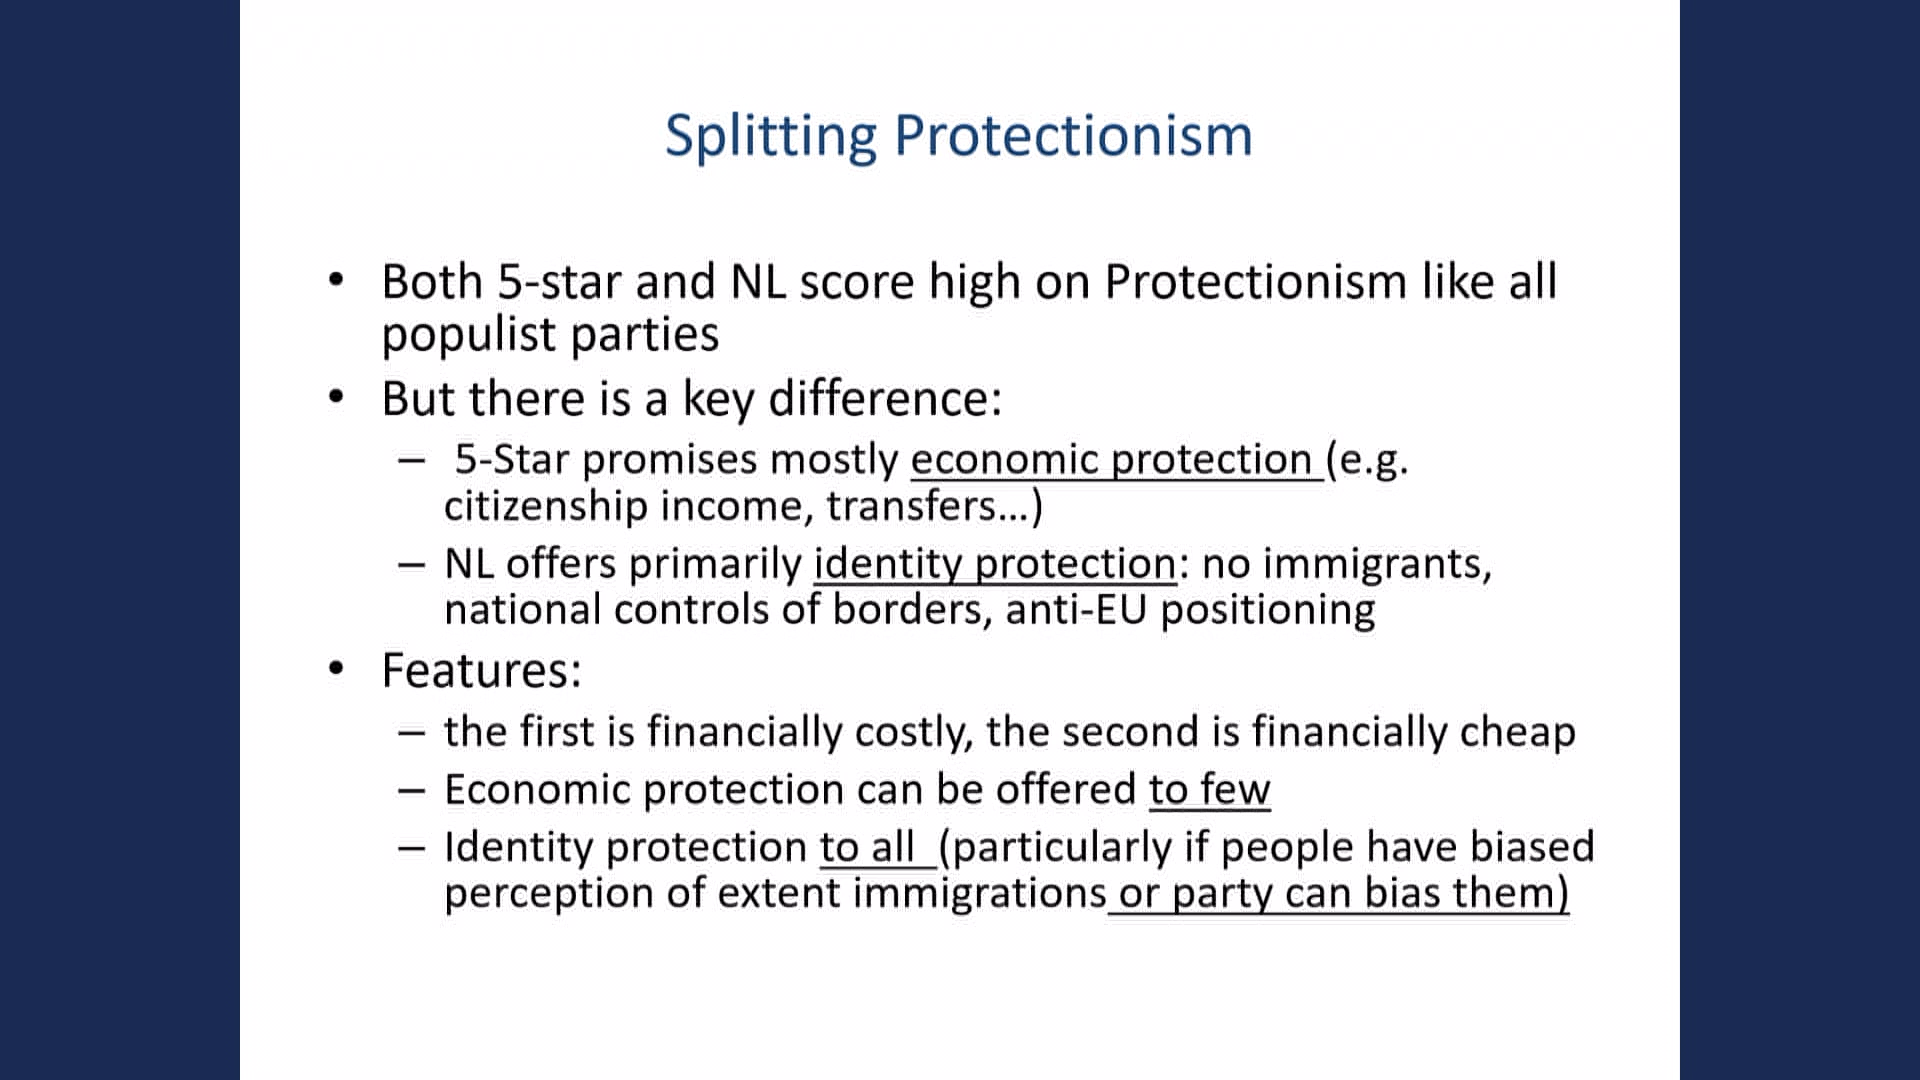 Splitting Protectionism
• Both 5-star and NL score high on Protectionism like all
populist parties
• But there is a key difference:
– 5-Star promises mostly economic protection (e.g.
citizenship income, transfers...)
– NL offers primarily identity protection: no immigrants,
national controls of borders, anti-EU positioning
• Features:
– the first is financially costly, the second is financially cheap
– Economic protection can be offered to few
– Identity protection to all (particularly if people have biased
perception of extent immigrations or party can bias them)